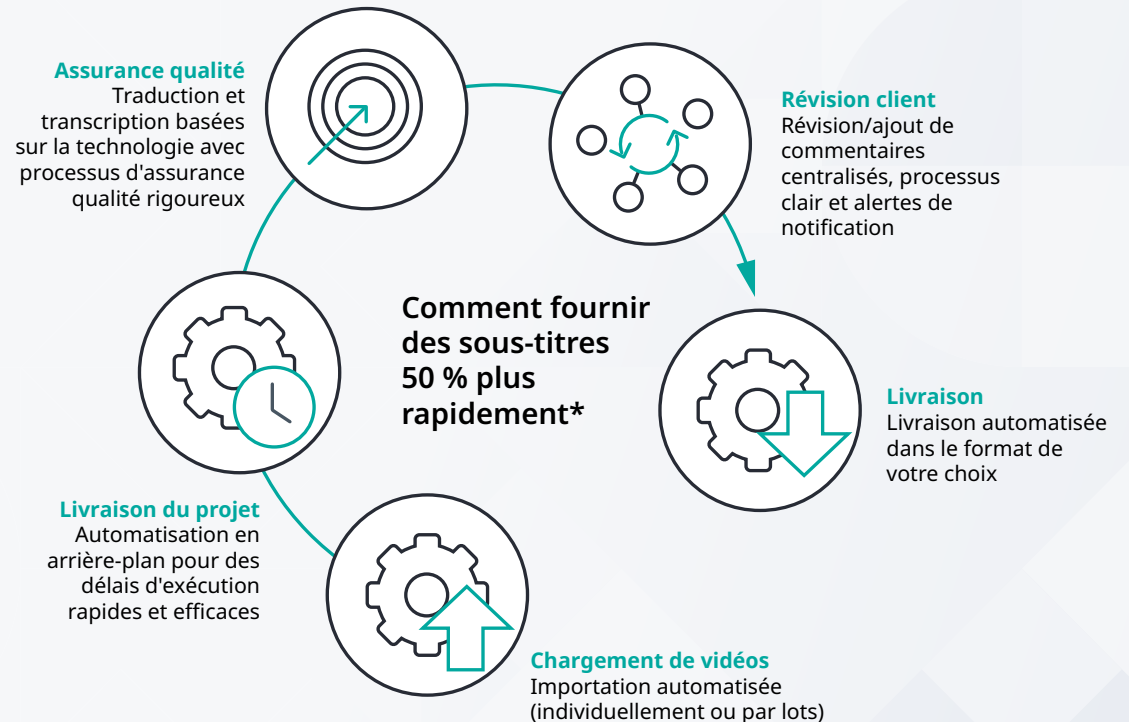 Assurance qualité
Traduction et
transcription basées
sur la technologie avec
processus d'assurance
qualité rigoureux
Révision client
Révision/ajout de
commentaires
centralisés, processus
clair et alertes de
notification
Comment fournir
des sous-titres
50 % plus
rapidement*
Livraison
Livraison automatisée
dans le format de
votre choix
Livraison du projet
Automatisation en
arrière-plan pour des
délais d'exécution
rapides et efficaces
Chargement de vidéos
Importation automatisée
(individuellement ou par lots)